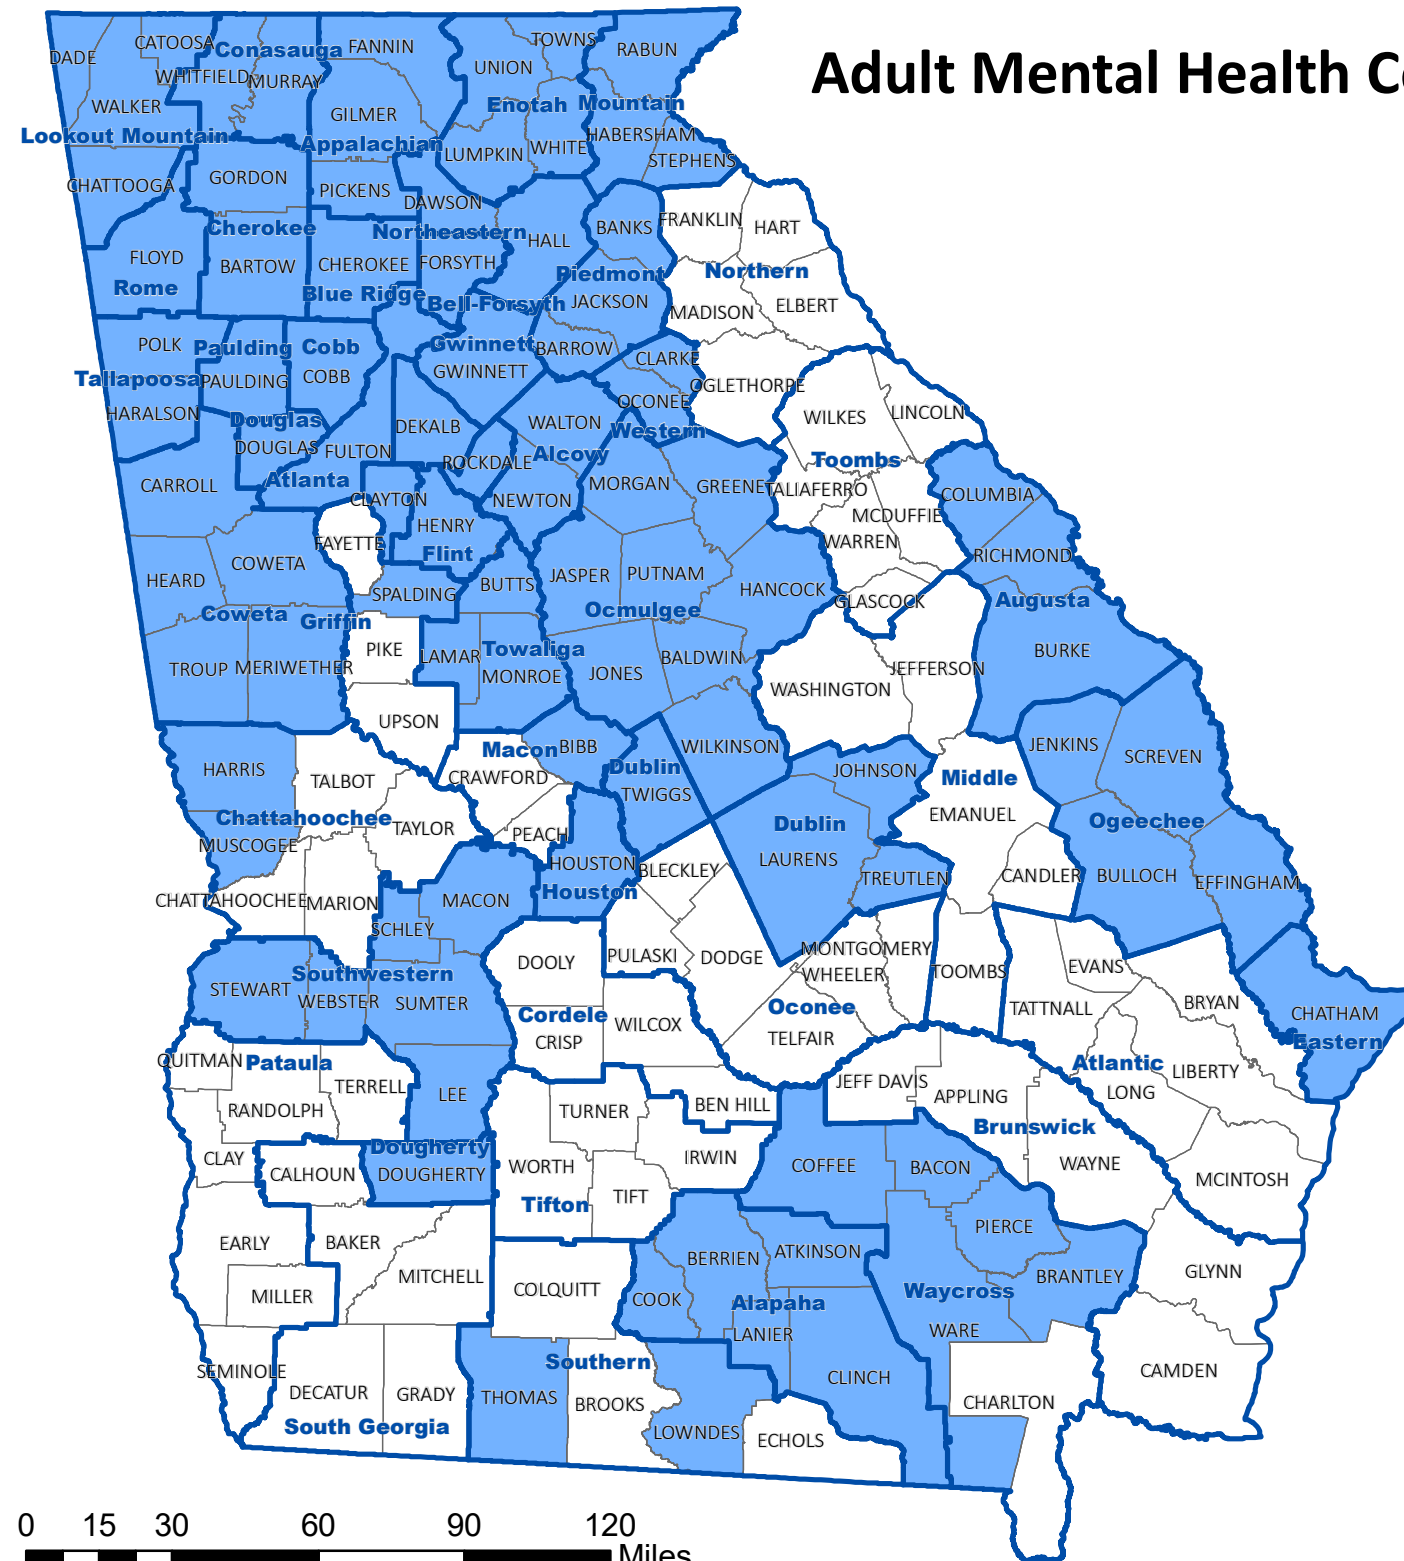 Adult Mental Health Co
DADE
CATOOSA
Conasauga
FANNIN
TOWNS
RABUN
UNION
WHITFIELD
MURRAY
WALKER
GILMER
Enotah
Mountain
Lookout Mountain
Appalachian
HABERSHAM
LUMPKIN
WHITE
STEPHENS
CHATTOOGA
GORDON
PICKENS
DAWSON
Cherokee
Northeastern
HALL
BANKS
FRANKLIN
HART
FLOYD
BARTOW
CHEROKEE
FORSYTH
Piedmont
Northern
Rome
Blue Ridge
Bell-Forsyth
JACKSON
MADISON
ELBERT
POLK
Paulding
Cobb
Gwinnett
BARROW
CLARKE
Tallapoosa
PAULDING
COBB
GWINNETT
OGLETHORPE
HARALSON
Douglas
DEKALB
WALTON
OCONEE
WILKES
LINCOLN
DOUGLAS
FULTON
Western
ROCKDALE
Alcovy
Toombs
CARROLL
Atlanta
CLAYTON
NEWTON
MORGAN
GREENE
TALIAFERRO
COLUMBIA
HENRY
MCDUFFIE
FAYETTE
Flint
WARREN
RICHMOND
HEARD
COWETA
SPALDING
BUTTS
JASPER
PUTNAM
HANCOCK
GLASCOCK
Augusta
Coweta
Griffin
Ocmulgee
TROUP
MERIWETHER
PIKE
LAMAR
Towaliga
MONROE
JONES
BALDWIN
WASHINGTON
JEFFERSON
BURKE
UPSON
HARRIS
TALBOT
Macon
BIBB
CRAWFORD
Dublin
TWIGGS
WILKINSON
JOHNSON
Middle
JENKINS
SCREVEN
Chattahoochee
TAYLOR
MUSCOGEE
PEACH
Dublin
EMANUEL
Ogeechee
HOUSTON
BLECKLEY
LAURENS
TREUTLEN
CANDLER
BULLOCH
EFFINGHAM
CHATTAHOOCHEE
MARION
MACON
Houston
SCHLEY
DOOLY
PULASKI
DODGE
MONTGOMERY
WHEELER
TOOMBS
EVANS
STEWART
Southwestern
WEBSTER
SUMTER
Cordele
CRISP
WILCOX
Oconee
TELFAIR
TATTNALL
BRYAN
CHATHAM
Eastern
QUITMAN
Pataula
TERRELL
LEE
JEFF DAVIS
APPLING
Atlantic
LONG
LIBERTY
RANDOLPH
TURNER
BEN HILL
Brunswick
CLAY
CALHOUN
Dougherty
DOUGHERTY
WORTH
IRWIN
COFFEE
BACON
WAYNE
MCINTOSH
Tifton
TIFT
PIERCE
EARLY
BAKER
MITCHELL
BERRIEN
ATKINSON
BRANTLEY
GLYNN
MILLER
COLQUITT
COOK
Alapaha
Waycross
LANIER
WARE
SEMINOLE
Southern
DECATUR
GRADY
THOMAS
BROOKS
CLINCH
CHARLTON
CAMDEN
South Georgia
LOWNDES
ECHOLS
0 15 30 60 90 120
Miles